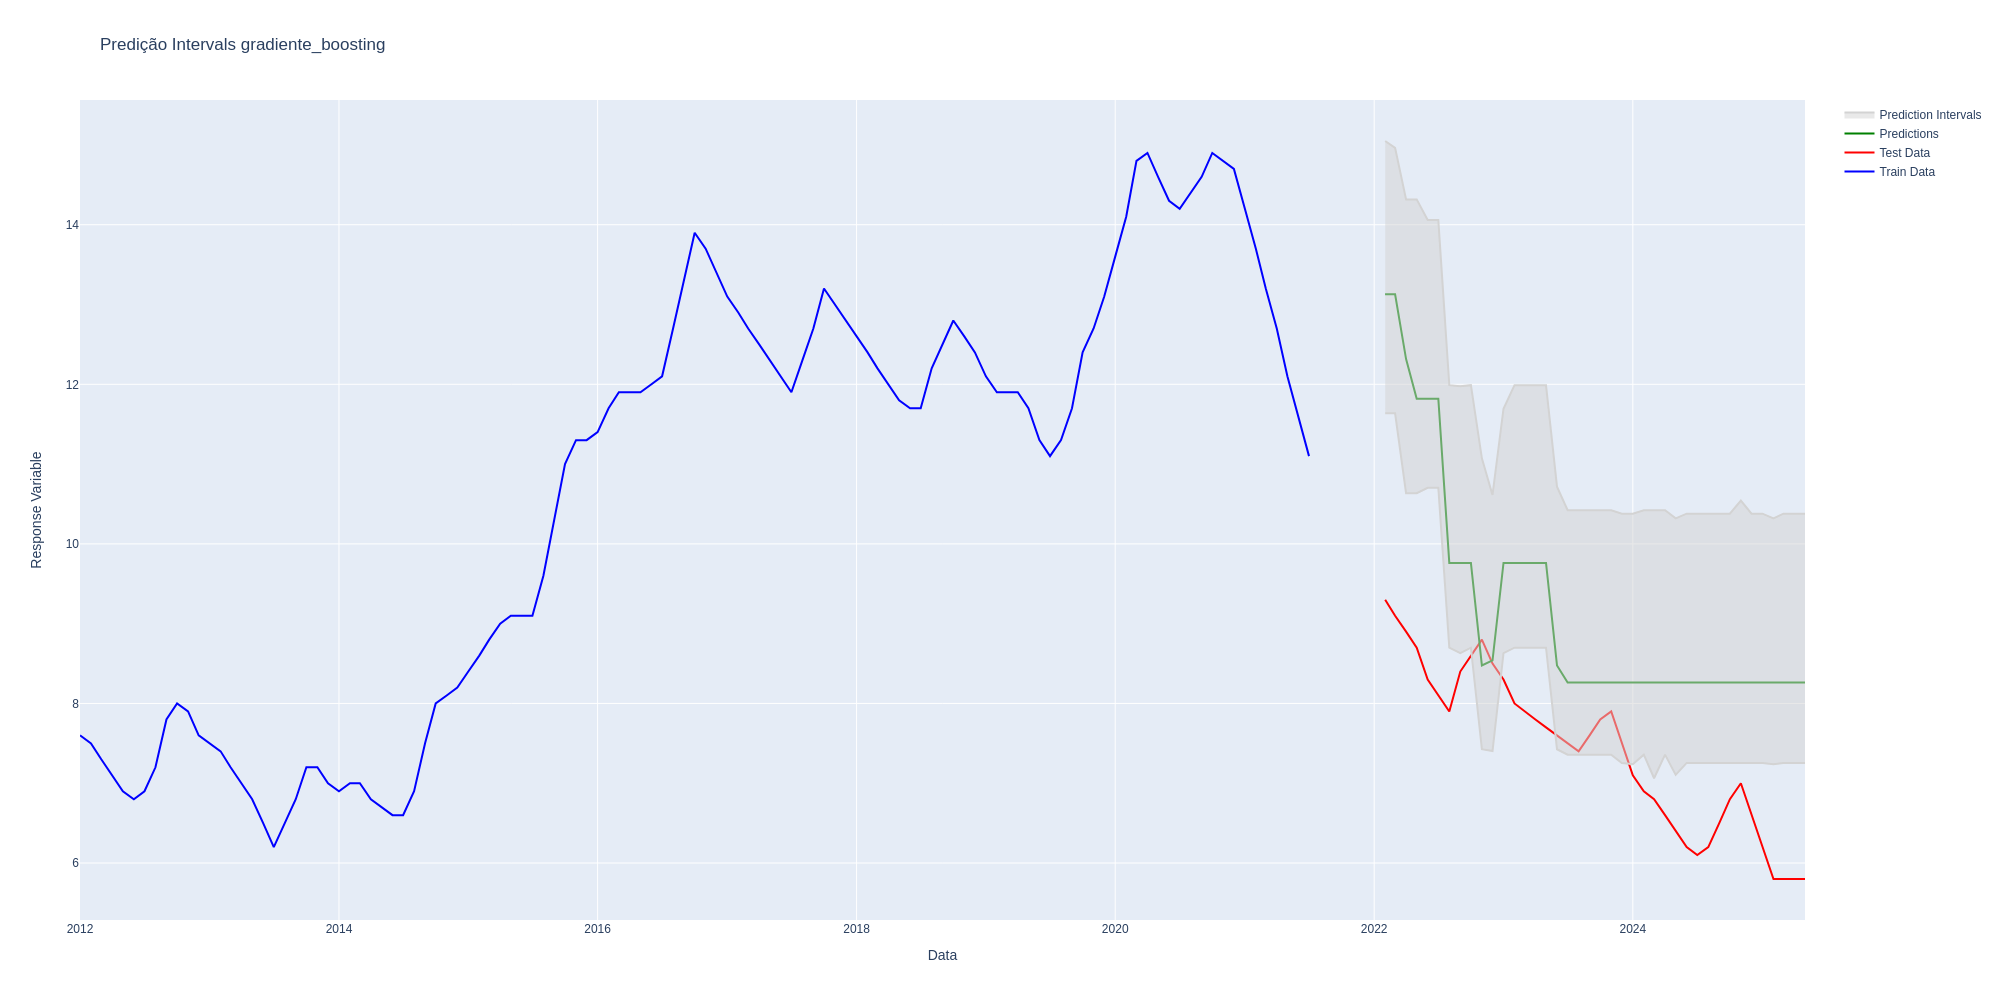 Predição Intervals gradiente_boosting
Prediction Intervals
Predictions
Test Data
Train Data
Response Variable
14
12
10
8
6
2012
2014
2016
2018
2020
2022
2024
Data